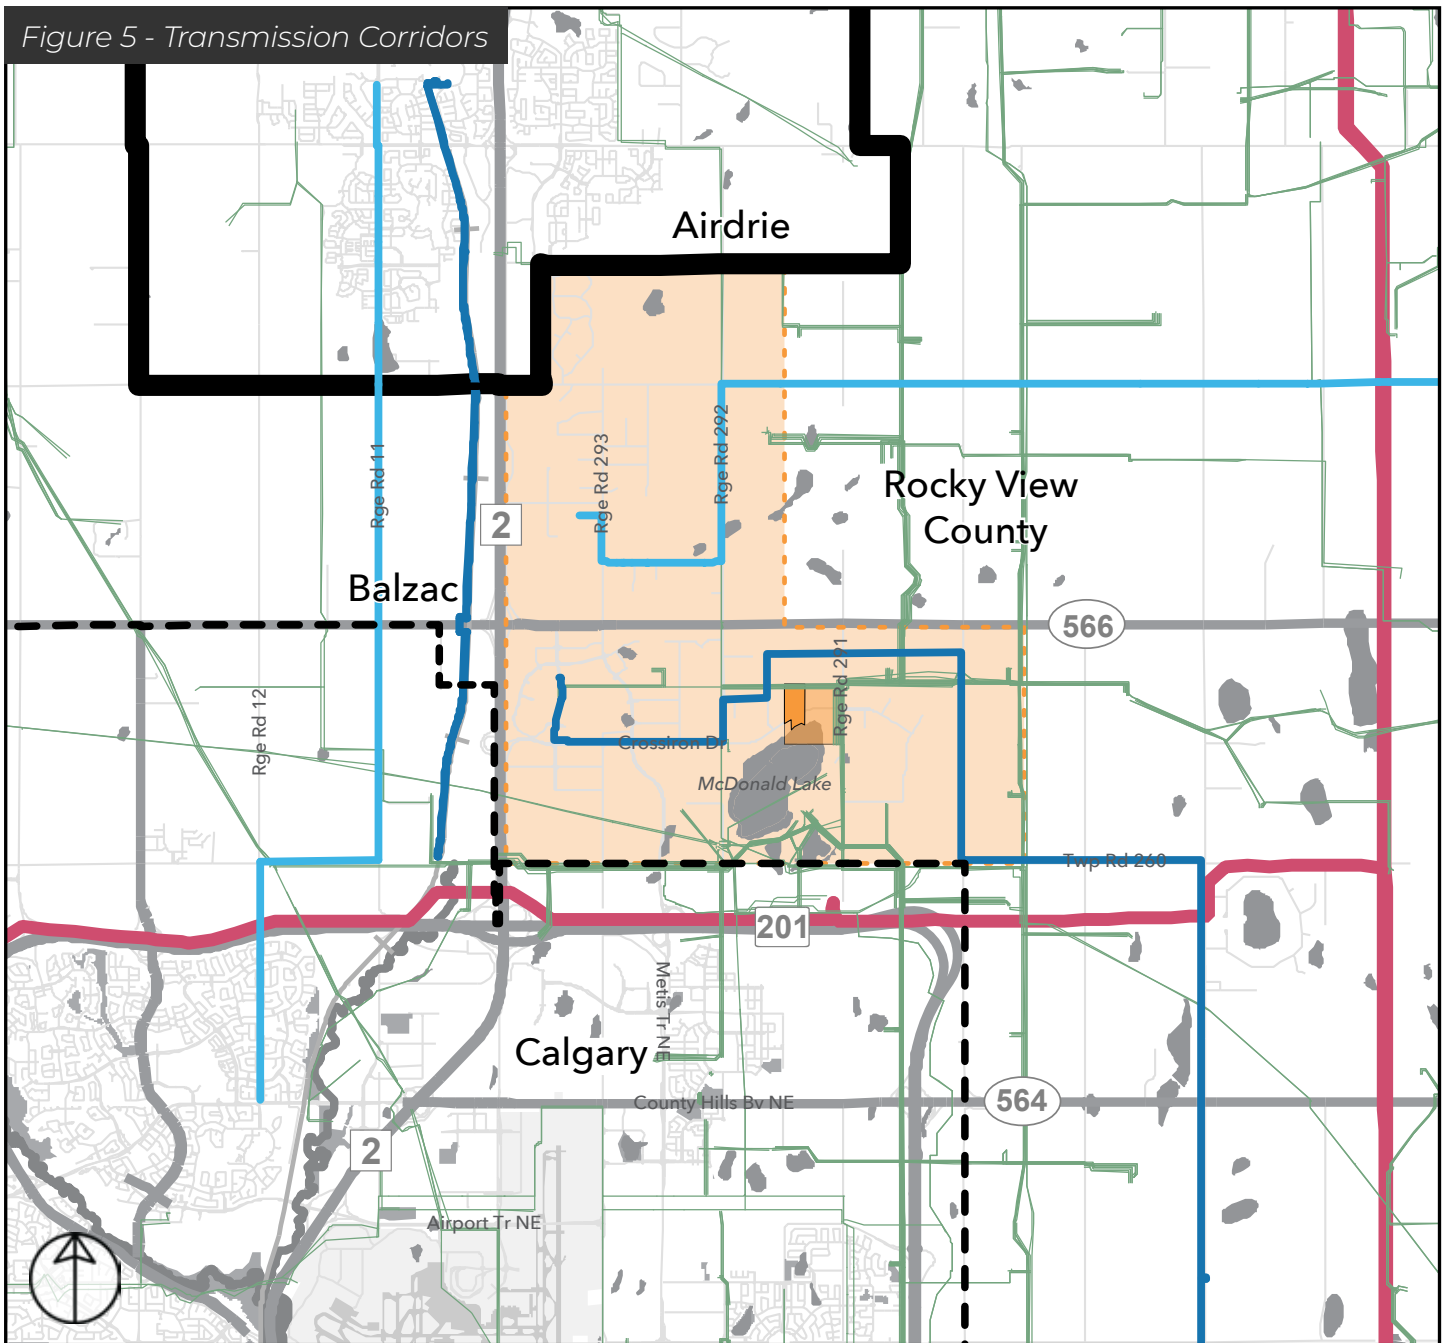 Figure 5 - Transmission Corridors
Airdrie
Rge Rd 11
Rge Rd 293
Rge Rd 292
Rocky View
County
2
Balzac
566
Rge Rd 12
Rge Rd 291
CrossIron Dr
McDonald Lake
Twp Rd 260
201
Metis Tr NE
Calgary
County Hills Bv NE
564
2
Airport Tr NE